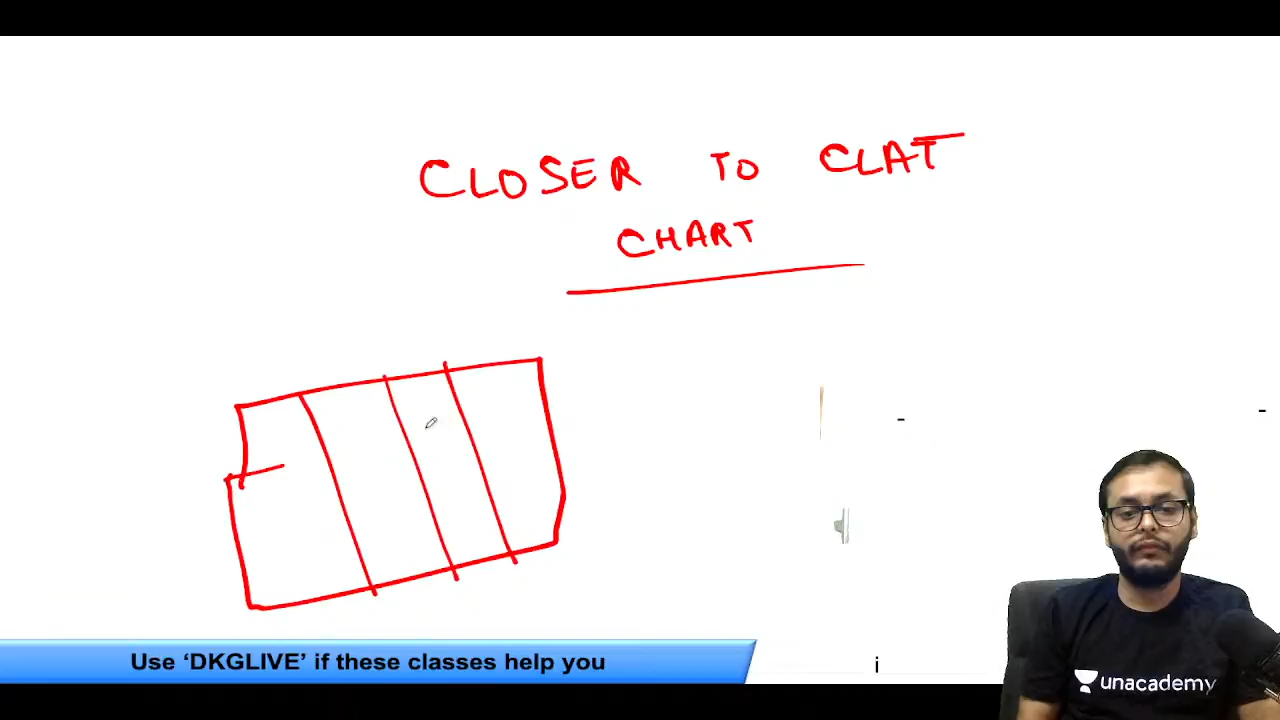 CLOSER TO CLAT
CHART
Use ‘DKGLIVE’ if these classes help you
i
unacademy